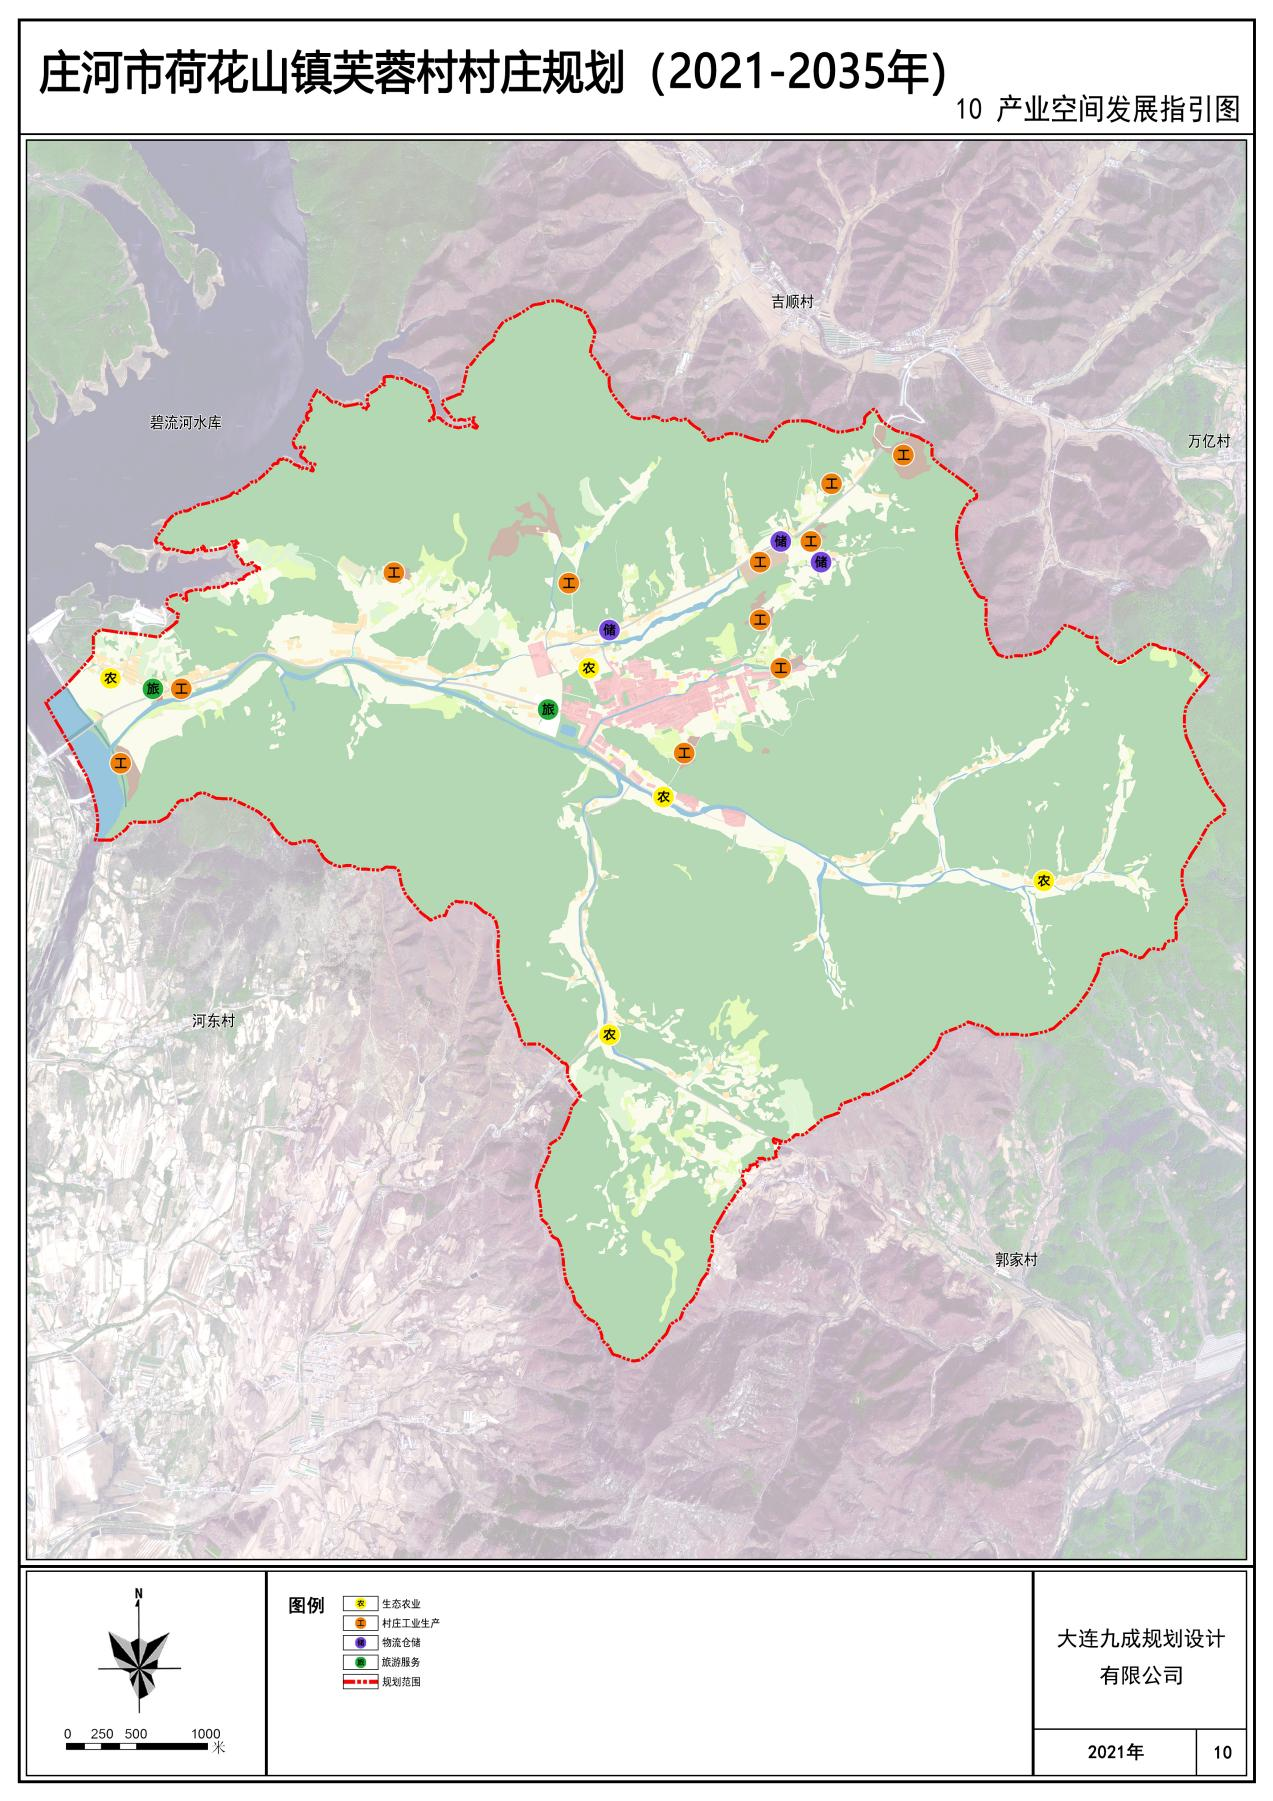 庄河市荷花山镇芙蓉村村庄规划（2021-2035年）
10 产业空间发展指引图
吉顺村
碧流河水库
万亿村
工
工
储
工
工
储
工
工
工
储
工
农
工
农
旅
工
旅
工
工
农
农
农
河东村
郭家村
N
0 250 500 1000
米
图例
农 生态农业
工 村庄工业生产
储 物流仓储
旅 旅游服务
规划范围
大连九成规划设计
有限公司
2021年
10